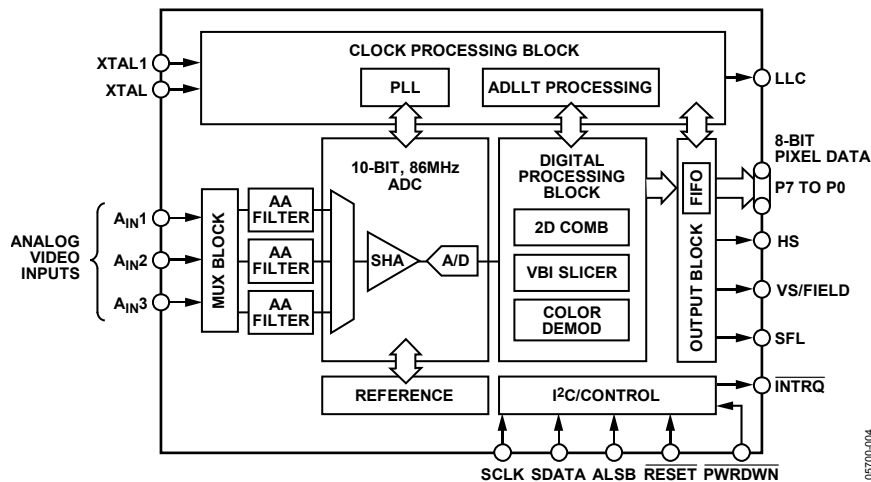 CLOCK PROCESSING BLOCK
XTAL1
XTAL
PLL
ADLLT PROCESSING
LLC
10-BIT, 86MHz
ADC
DIGITAL
PROCESSING
BLOCK
8-BIT
PIXEL DATA
P7 TO P0
FIFO
OUTPUT BLOCK
ANALOG
VIDEO
INPUTS
AIN1
AIN2
AIN3
MUX BLOCK
AA
FILTER
AA
FILTER
AA
FILTER
SHA
A/D
2D COMB
VBI SLICER
COLOR
DEMOD
HS
VS/FIELD
SFL
REFERENCE
I²C/CONTROL
INTRQ
SCLK
SDATA
ALSB
RESET
PWRDWN
05700-004